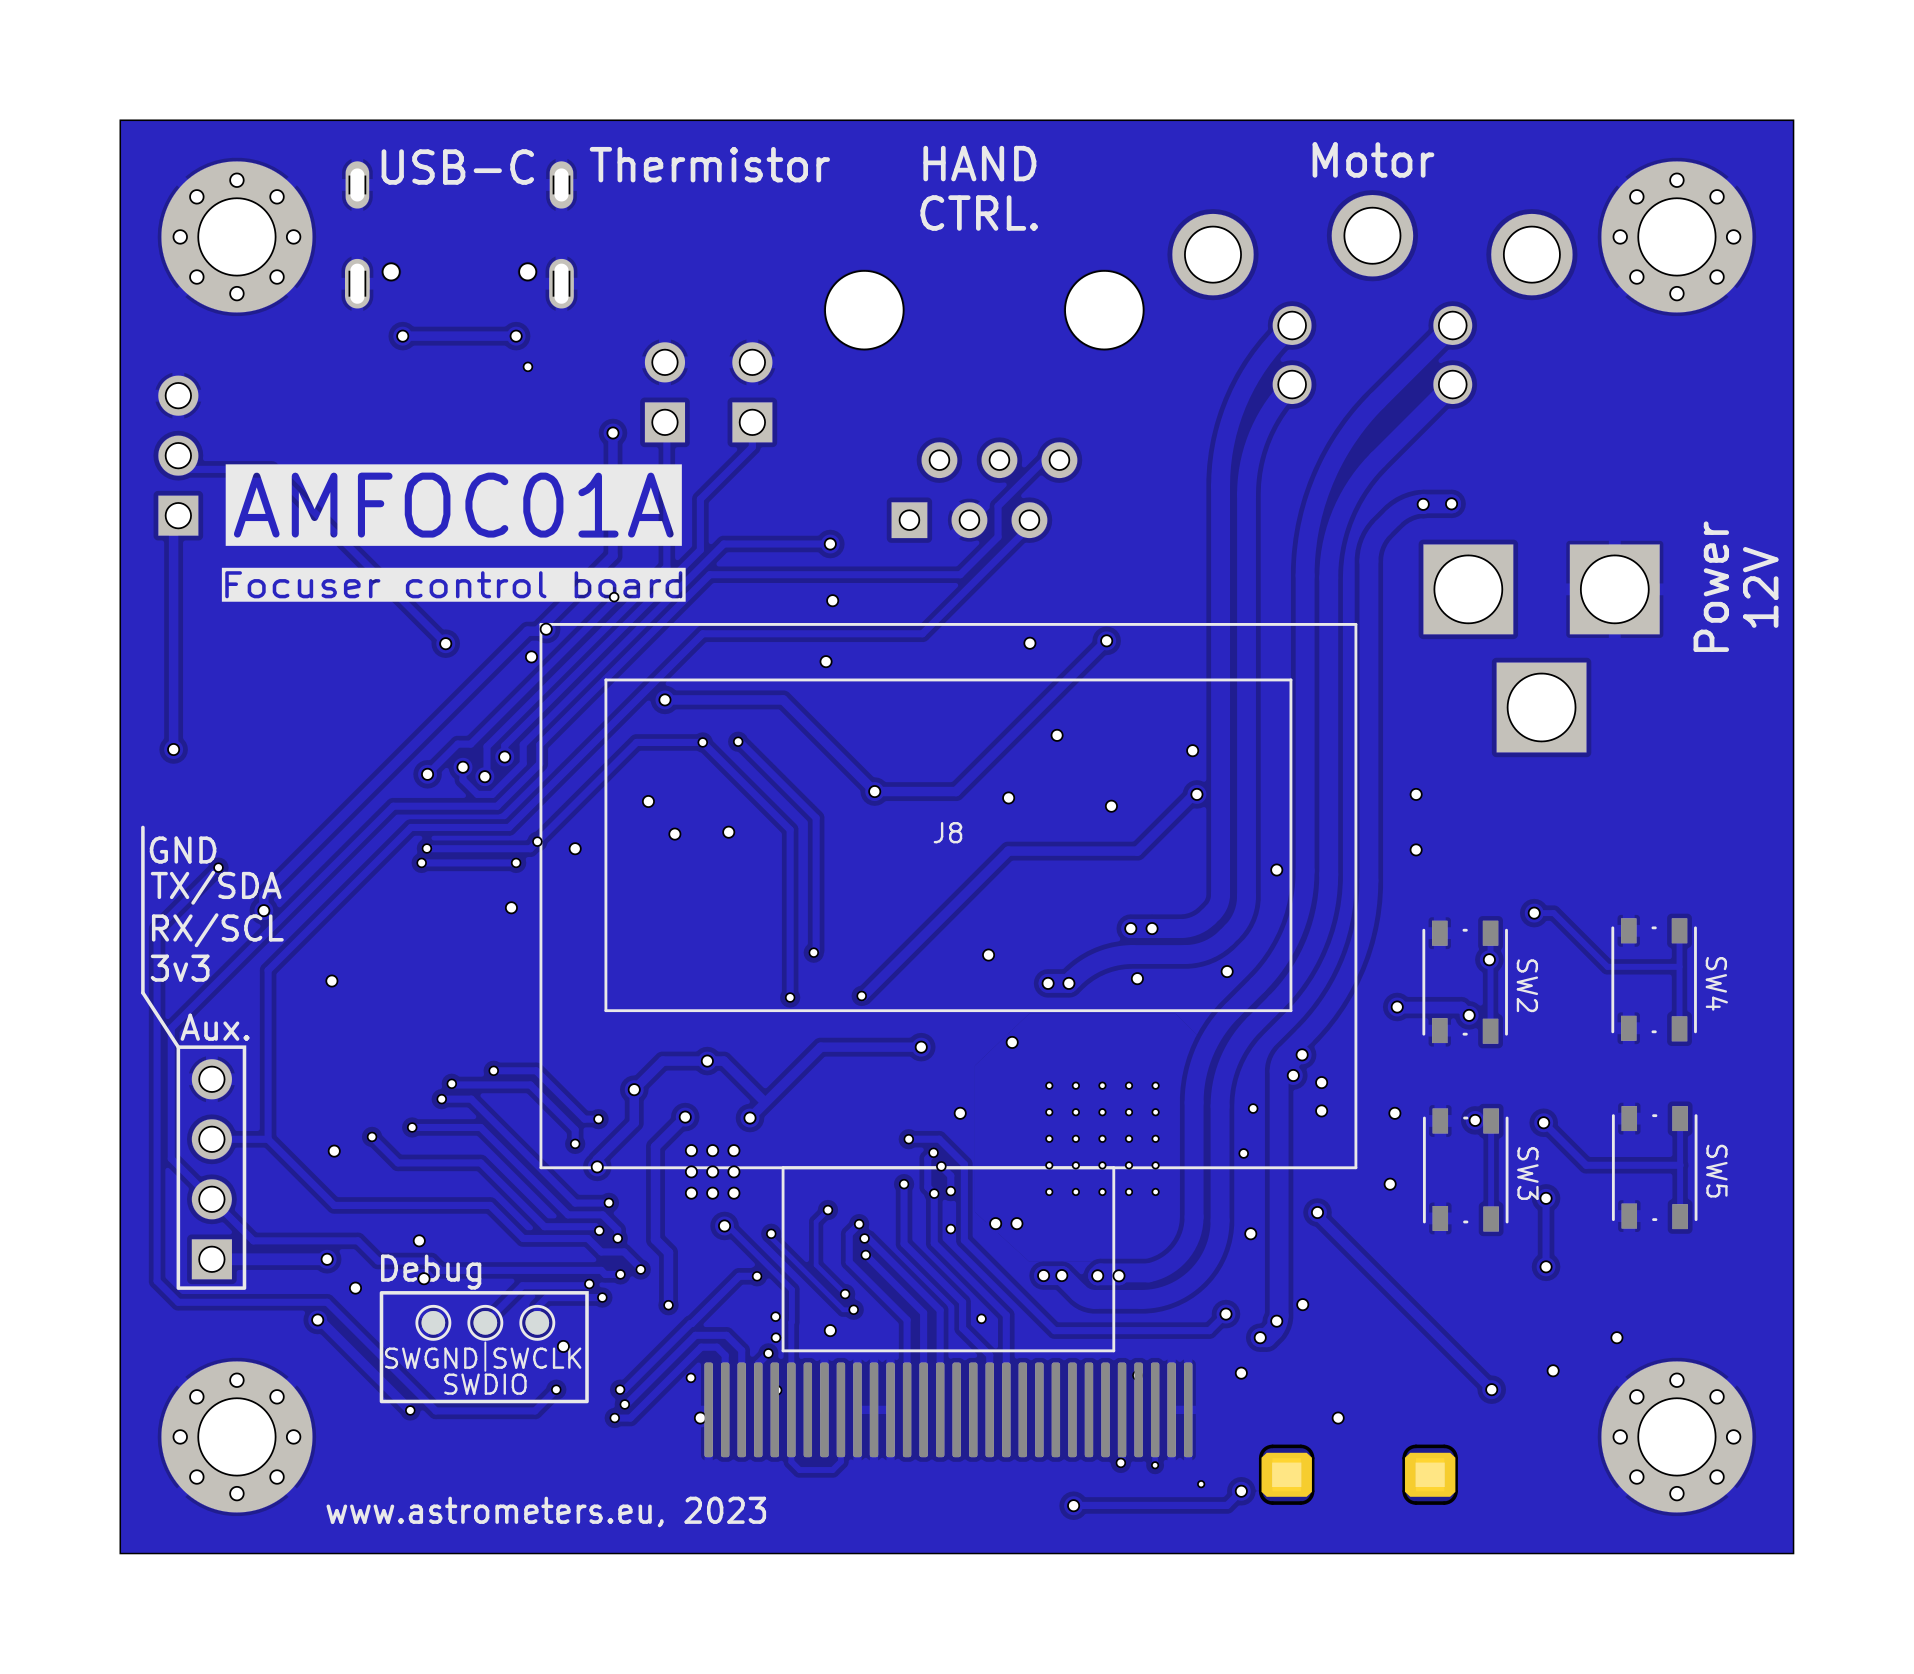 USB-C
Thermistor
HAND
CTRL.
Motor
AMFOC01A
Focuser control board
Power
12V
J8
GND
TX/SDA
RX/SCL
3v3
Aux.
SW2
SW4
SW3
SW5
Debug
SWGND|SWCLK
SWDIO
www.astrometers.eu, 2023